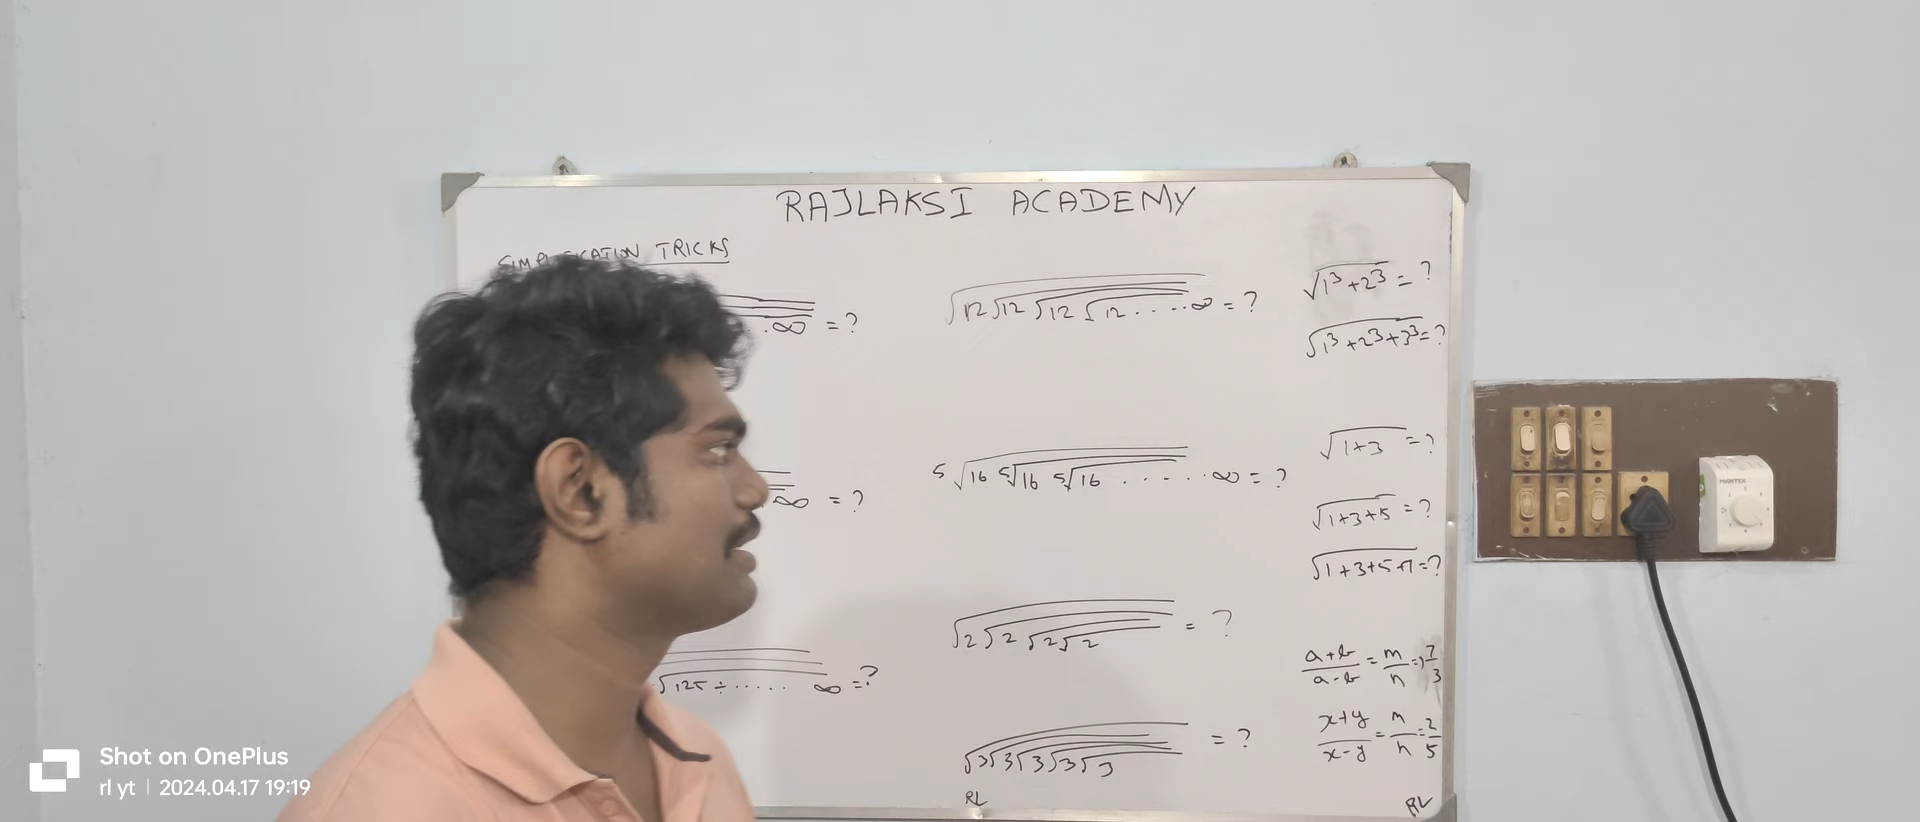 RAJLAKSI ACADEMY
SIMPLIFICATION TRICKS
...∞ = ?
∞ = ?
√125 ÷ ..... ∞ = ?
√12√12√12√12.....∞ = ?
⁵√16 ⁵√16 ⁵√16 ......∞ = ?
√2√2√2√2 = ?
√3√3√3√3√3 = ?
RL
√1³+2³ = ?
√1³+2³+3³ = ?
√1+3 = ?
√1+3+5 = ?
√1+3+5+7 = ?
a+b/a-b = m/n = 7/3
x+y/x-y = m/n = 2/5
RL
MANTEX
Shot on OnePlus
rl yt | 2024.04.17 19:19